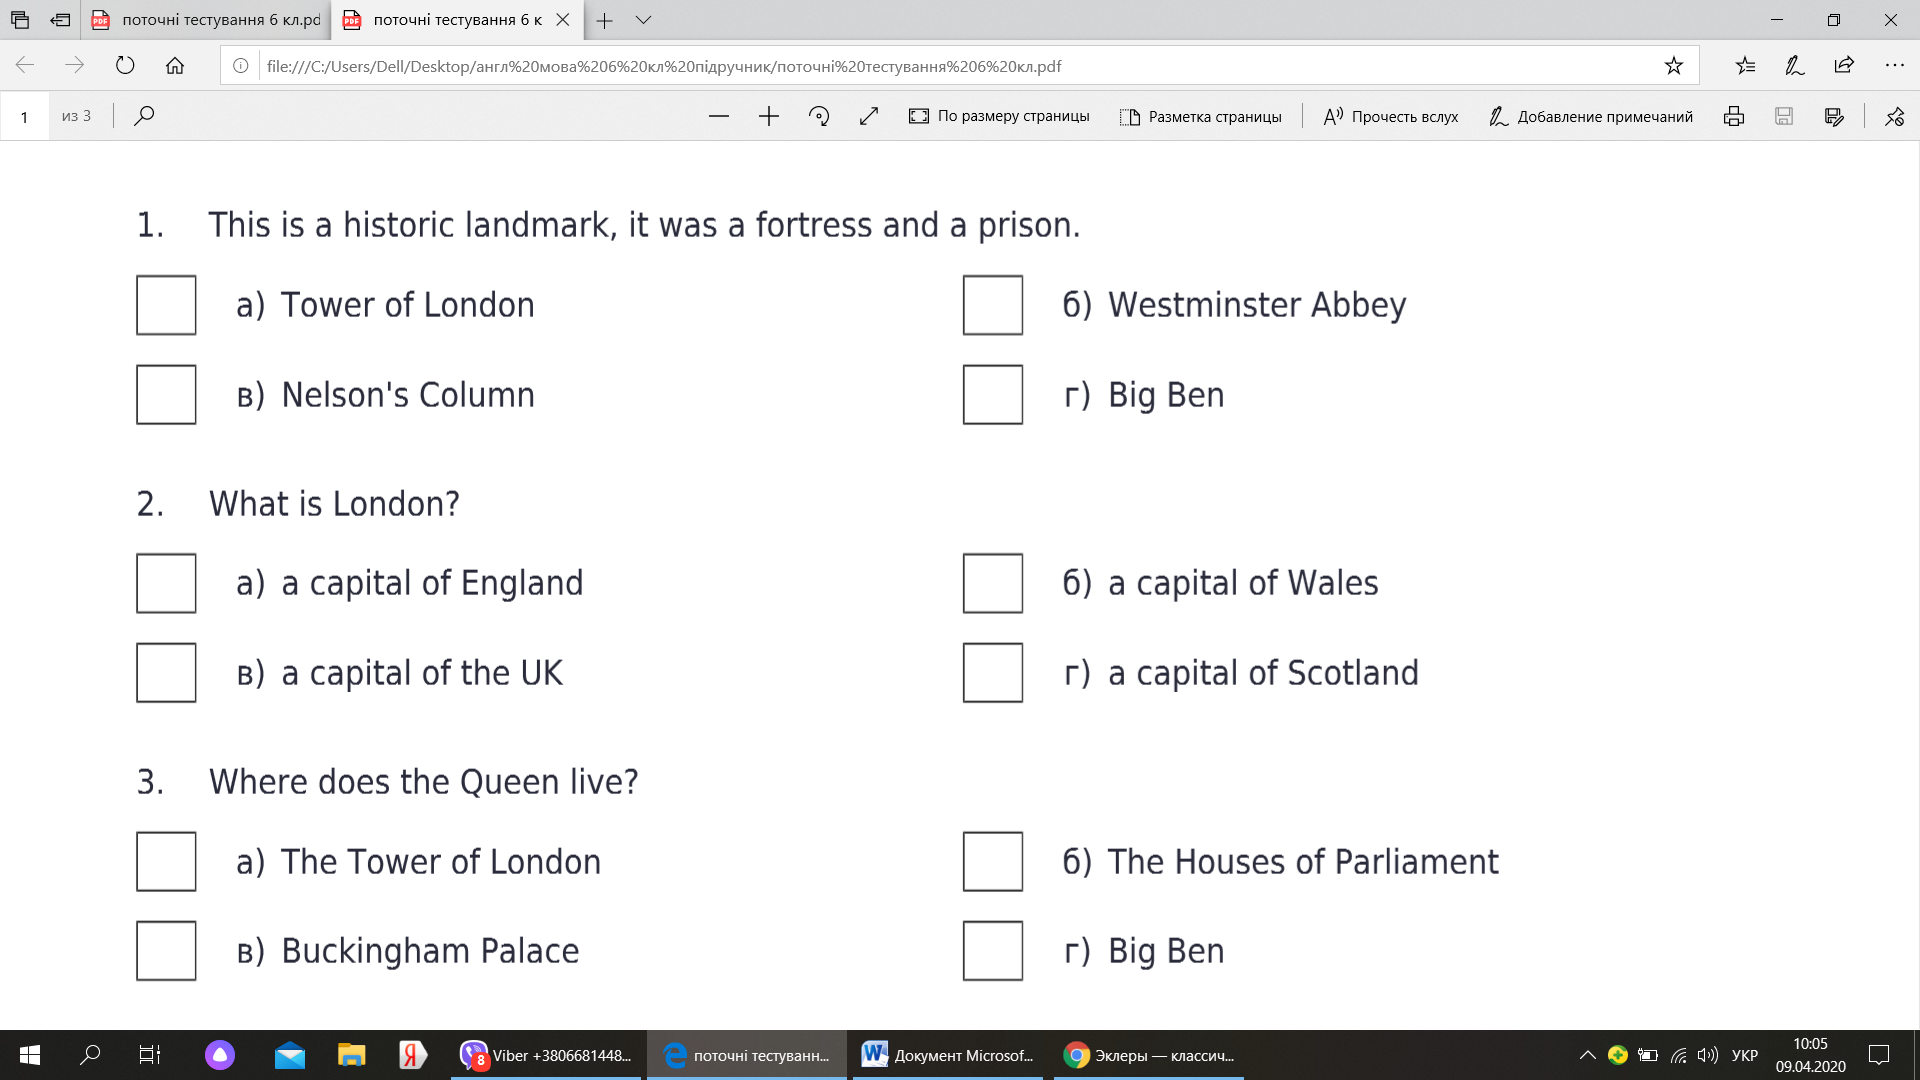 поточні тестування 6 кл.pd
поточні тестування 6 к
file:///C:/Users/Dell/Desktop/англ%20мова%206%20кл%20підручник/поточні%20тестування%206%20кл.pdf
1 из 3 По размеру страницы Разметка страницы Прочесть вслух Добавление примечаний
1. This is a historic landmark, it was a fortress and a prison.
а) Tower of London б) Westminster Abbey
в) Nelson's Column г) Big Ben
2. What is London?
а) a capital of England б) a capital of Wales
в) a capital of the UK г) a capital of Scotland
3. Where does the Queen live?
а) The Tower of London б) The Houses of Parliament
в) Buckingham Palace г) Big Ben
Я 8 Viber +3806681448... поточні тестуванн... Документ Microsof... Эклеры — классич... УКР 10:05
09.04.2020